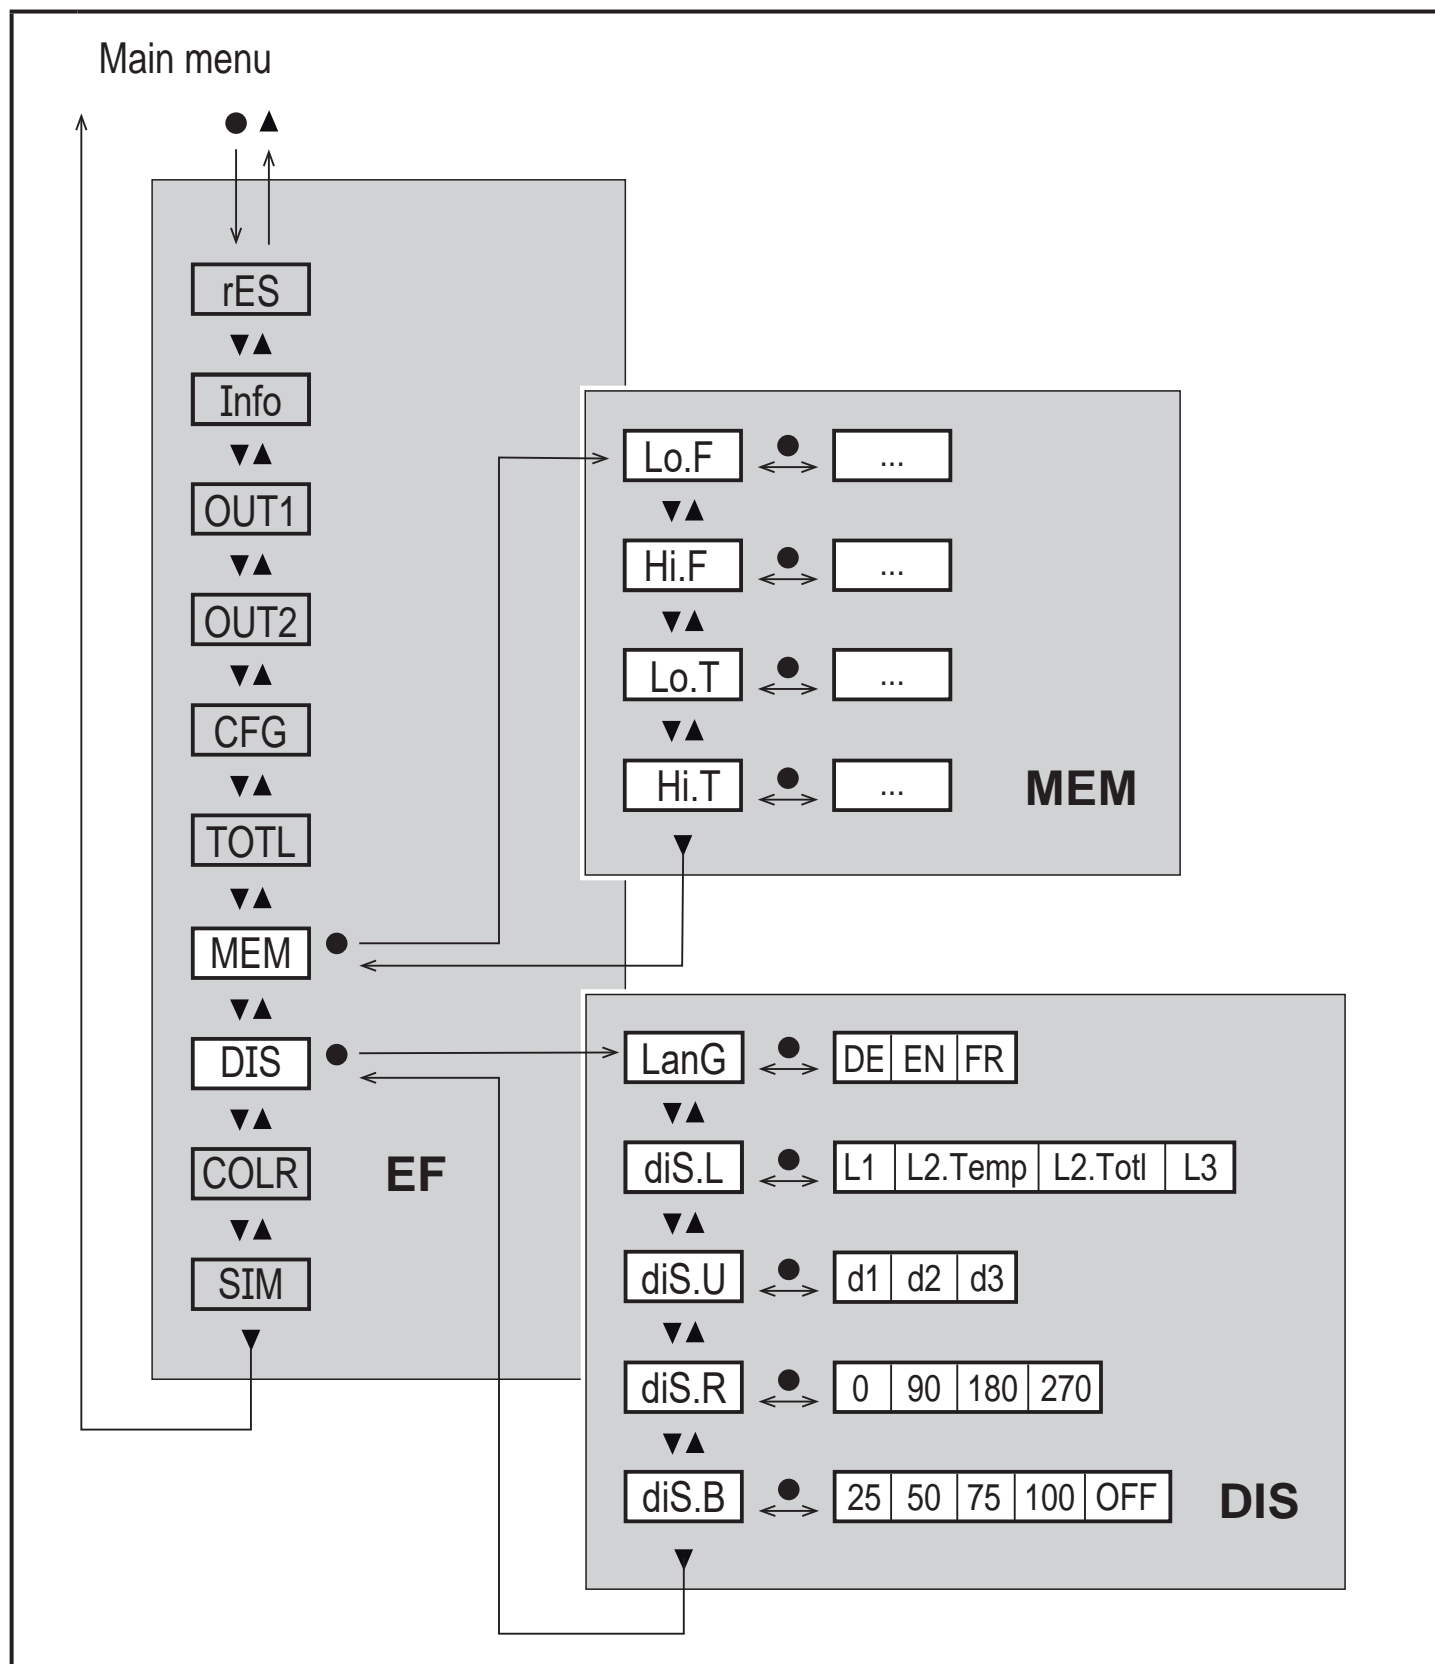 Main menu
rES
Info
OUT1
OUT2
CFG
TOTL
MEM
DIS
COLR
SIM
EF
Lo.F ...
Hi.F ...
Lo.T ...
Hi.T ...
MEM
LanG DE EN FR
diS.L L1 L2.Temp L2.Totl L3
diS.U d1 d2 d3
diS.R 0 90 180 270
diS.B 25 50 75 100 OFF
DIS